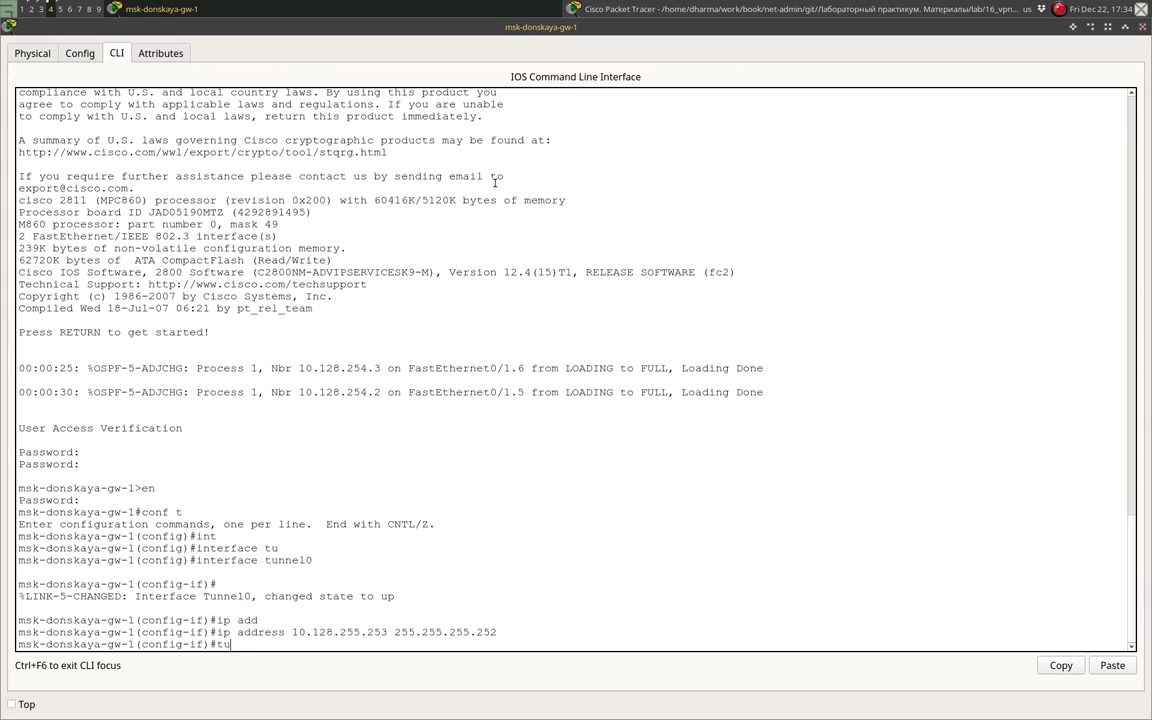 1 2 3 4 5 6 7 8 9 msk-donskaya-gw-1 Cisco Packet Tracer - /home/dharma/work/book/net-admin/git/Лабораторный практикум. Материалы/lab/16_vpn... us Fri Dec 22, 17:34
msk-donskaya-gw-1
Physical Config CLI Attributes
IOS Command Line Interface
compliance with U.S. and local country laws. By using this product you
agree to comply with applicable laws and regulations. If you are unable
to comply with U.S. and local laws, return this product immediately.
A summary of U.S. laws governing Cisco cryptographic products may be found at:
http://www.cisco.com/wwl/export/crypto/tool/stqrg.html
If you require further assistance please contact us by sending email to
export@cisco.com.
cisco 2811 (MPC860) processor (revision 0x200) with 60416K/5120K bytes of memory
Processor board ID JAD05190MTZ (4292891495)
M860 processor: part number 0, mask 49
2 FastEthernet/IEEE 802.3 interface(s)
239K bytes of non-volatile configuration memory.
62720K bytes of  ATA CompactFlash (Read/Write)
Cisco IOS Software, 2800 Software (C2800NM-ADVIPSERVICESK9-M), Version 12.4(15)T1, RELEASE SOFTWARE (fc2)
Technical Support: http://www.cisco.com/techsupport
Copyright (c) 1986-2007 by Cisco Systems, Inc.
Compiled Wed 18-Jul-07 06:21 by pt_rel_team
Press RETURN to get started!
00:00:25: %OSPF-5-ADJCHG: Process 1, Nbr 10.128.254.3 on FastEthernet0/1.6 from LOADING to FULL, Loading Done
00:00:30: %OSPF-5-ADJCHG: Process 1, Nbr 10.128.254.2 on FastEthernet0/1.5 from LOADING to FULL, Loading Done
User Access Verification
Password:
Password:
msk-donskaya-gw-1>en
Password:
msk-donskaya-gw-1#conf t
Enter configuration commands, one per line.  End with CNTL/Z.
msk-donskaya-gw-1(config)#int
msk-donskaya-gw-1(config)#interface tu
msk-donskaya-gw-1(config)#interface tunnel0
msk-donskaya-gw-1(config-if)#
%LINK-5-CHANGED: Interface Tunnel0, changed state to up
msk-donskaya-gw-1(config-if)#ip add
msk-donskaya-gw-1(config-if)#ip address 10.128.255.253 255.255.255.252
msk-donskaya-gw-1(config-if)#tu
Ctrl+F6 to exit CLI focus Copy Paste
Top